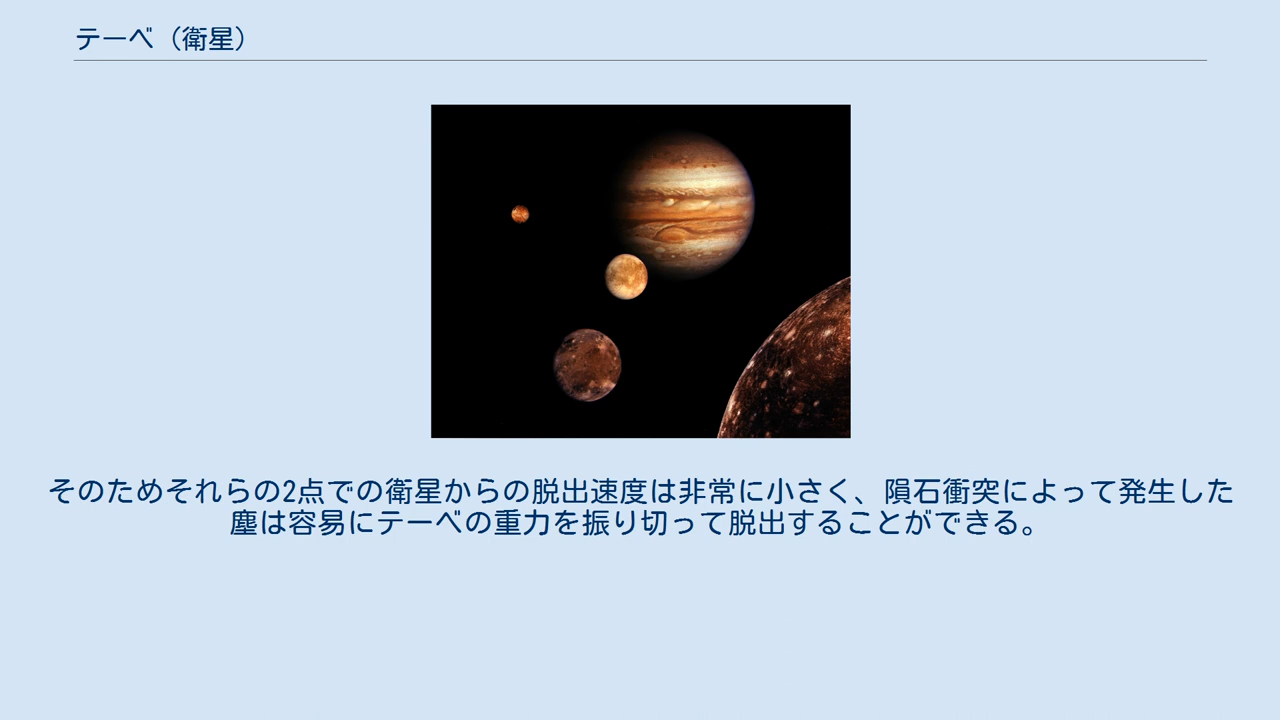 テーベ（衛星）
そのためそれらの2点での衛星からの脱出速度は非常に小さく、隕石衝突によって発生した
塵は容易にテーベの重力を振り切って脱出することができる。